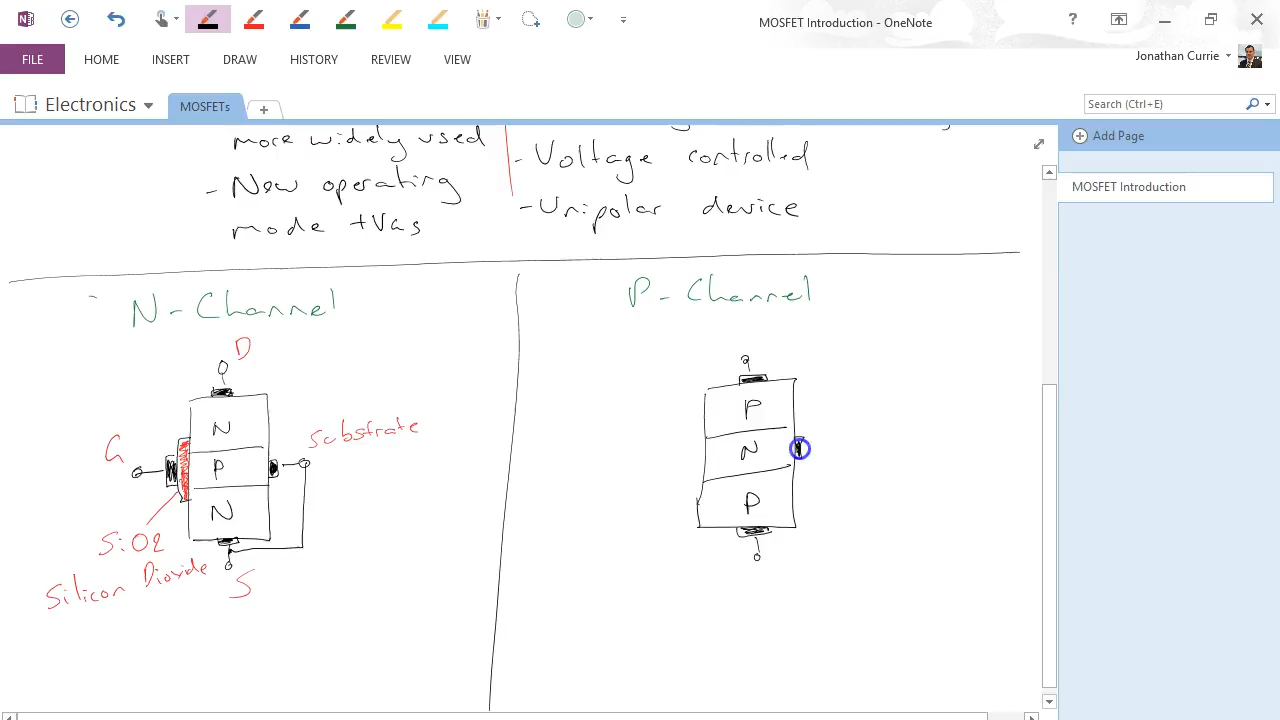 MOSFET Introduction - OneNote
?
FILE
HOME
INSERT
DRAW
HISTORY
REVIEW
VIEW
Jonathan Currie
Electronics
MOSFETs
Search (Ctrl+E)
Add Page
MOSFET Introduction
more widely used
- New operating
mode +VGS
- Voltage controlled
- Unipolar device
N - Channel
D
N
G
P
Substrate
N
SiO2
Silicon Dioxide
S
P - Channel
P
N
P